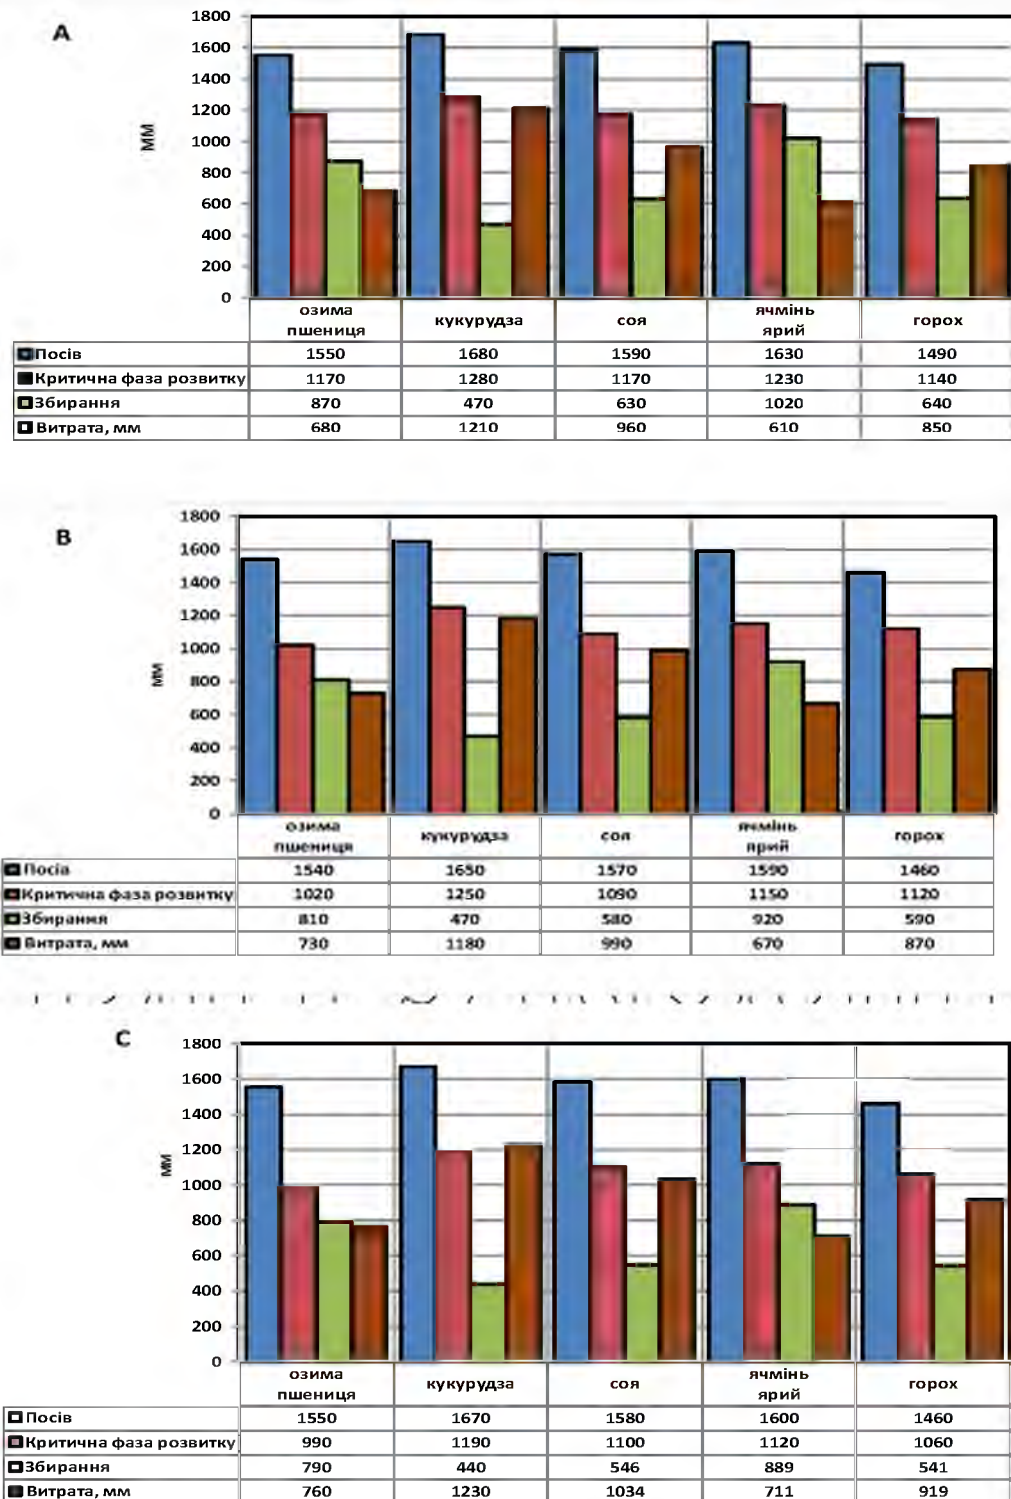 A
1800
1600
1400
1200
1000
800
600
400
200
0
мм
озима пшениця кукурудза соя ячмінь ярий горох
Посів 1550 1680 1590 1630 1490
Критична фаза розвитку 1170 1280 1170 1230 1140
Збирання 870 470 630 1020 640
Витрата, мм 680 1210 960 610 850
B
1800
1600
1400
1200
1000
800
600
400
200
0
мм
озима пшениця кукурудза соя ячмінь ярий горох
Посів 1540 1650 1570 1590 1460
Критична фаза розвитку 1020 1250 1090 1150 1120
Збирання 810 470 580 920 590
Витрата, мм 730 1180 990 670 870
C
1800
1600
1400
1200
1000
800
600
400
200
0
мм
озима пшениця кукурудза соя ячмінь ярий горох
Посів 1550 1670 1580 1600 1460
Критична фаза розвитку 990 1190 1100 1120 1060
Збирання 790 440 546 889 541
Витрата, мм 760 1230 1034 711 919